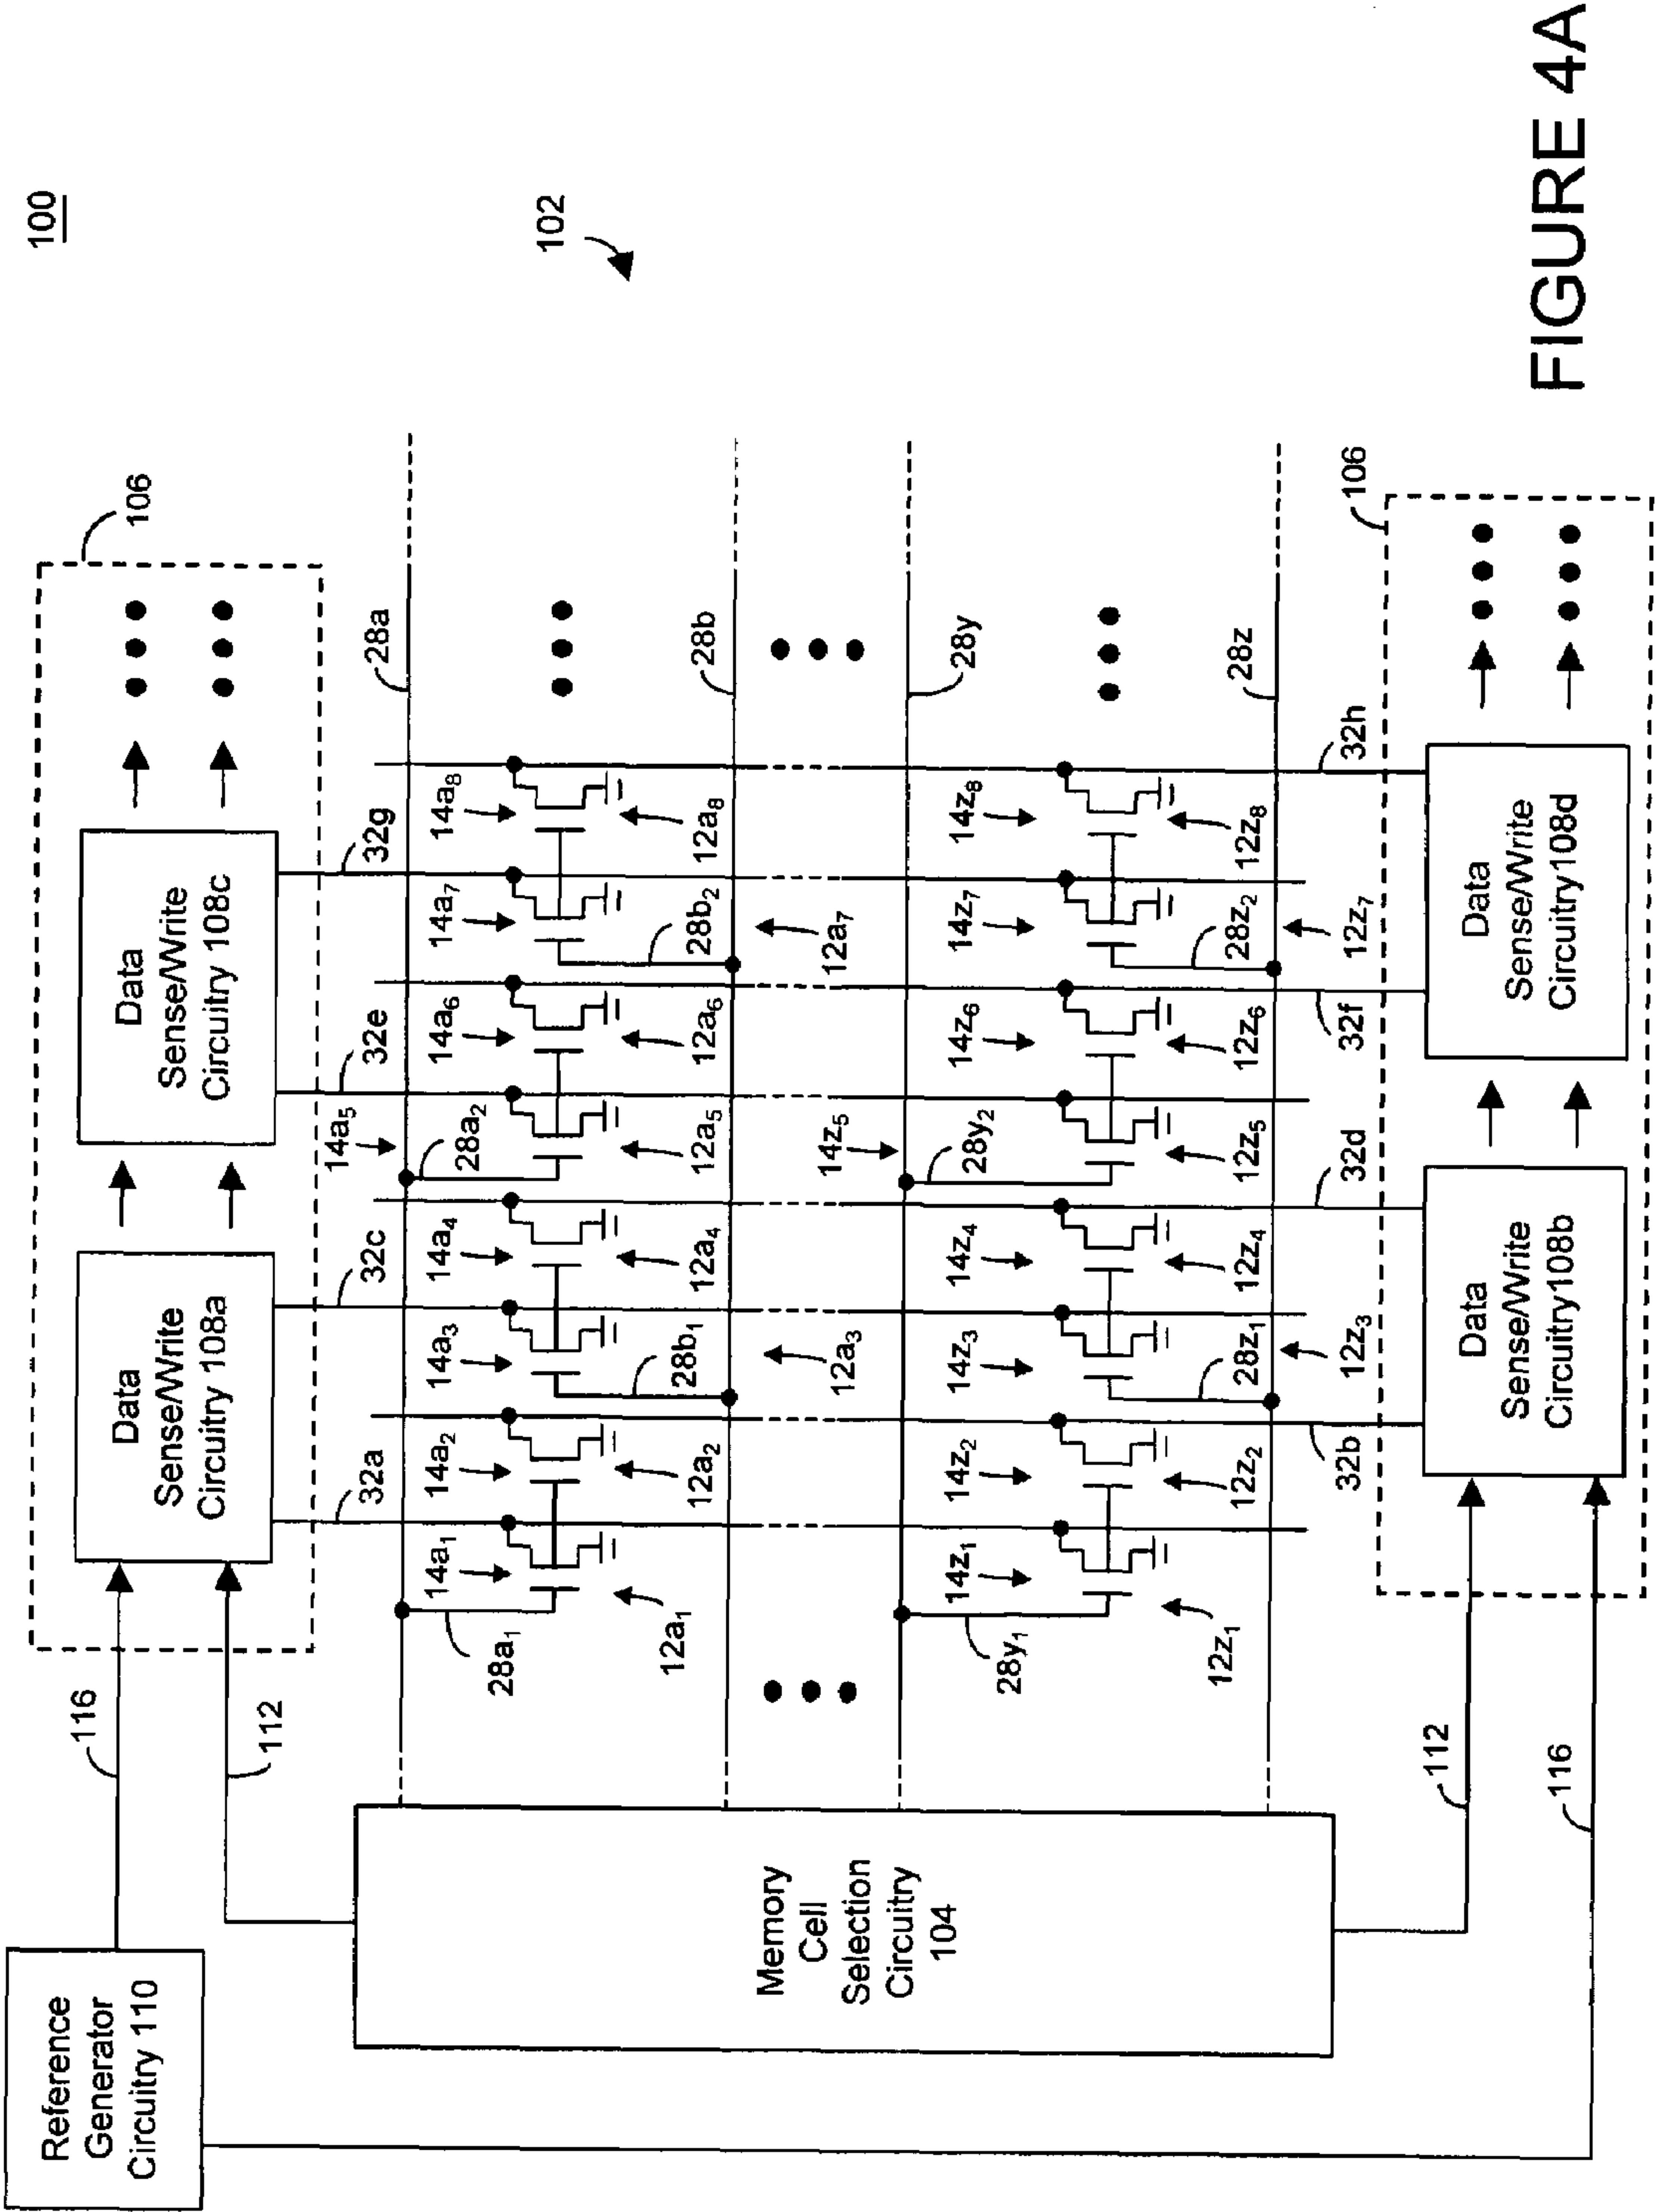 100
102
Reference
Generator
Circuitry 110
116
112
106
Data
Sense/Write
Circuitry 108a
Data
Sense/Write
Circuitry 108c
32a
32c
32e
32g
28a
28a₁
14a₁
14a₂
14a₃
14a₄
14a₅
28a₂
14a₆
14a₇
14a₈
12a₁
12a₂
28b₁
12a₃
12a₄
12a₅
12a₆
28b₂
12a₇
12a₈
28b
Memory
Cell
Selection
Circuitry
104
28y
28y₁
14z₁
14z₂
14z₃
14z₄
14z₅
28y₂
14z₆
14z₇
14z₈
12z₁
12z₂
28z₁
12z₃
12z₄
12z₅
12z₆
28z₂
12z₇
12z₈
28z
32b
32d
32f
32h
112
116
106
Data
Sense/Write
Circuitry108b
Data
Sense/Write
Circuitry108d
FIGURE 4A